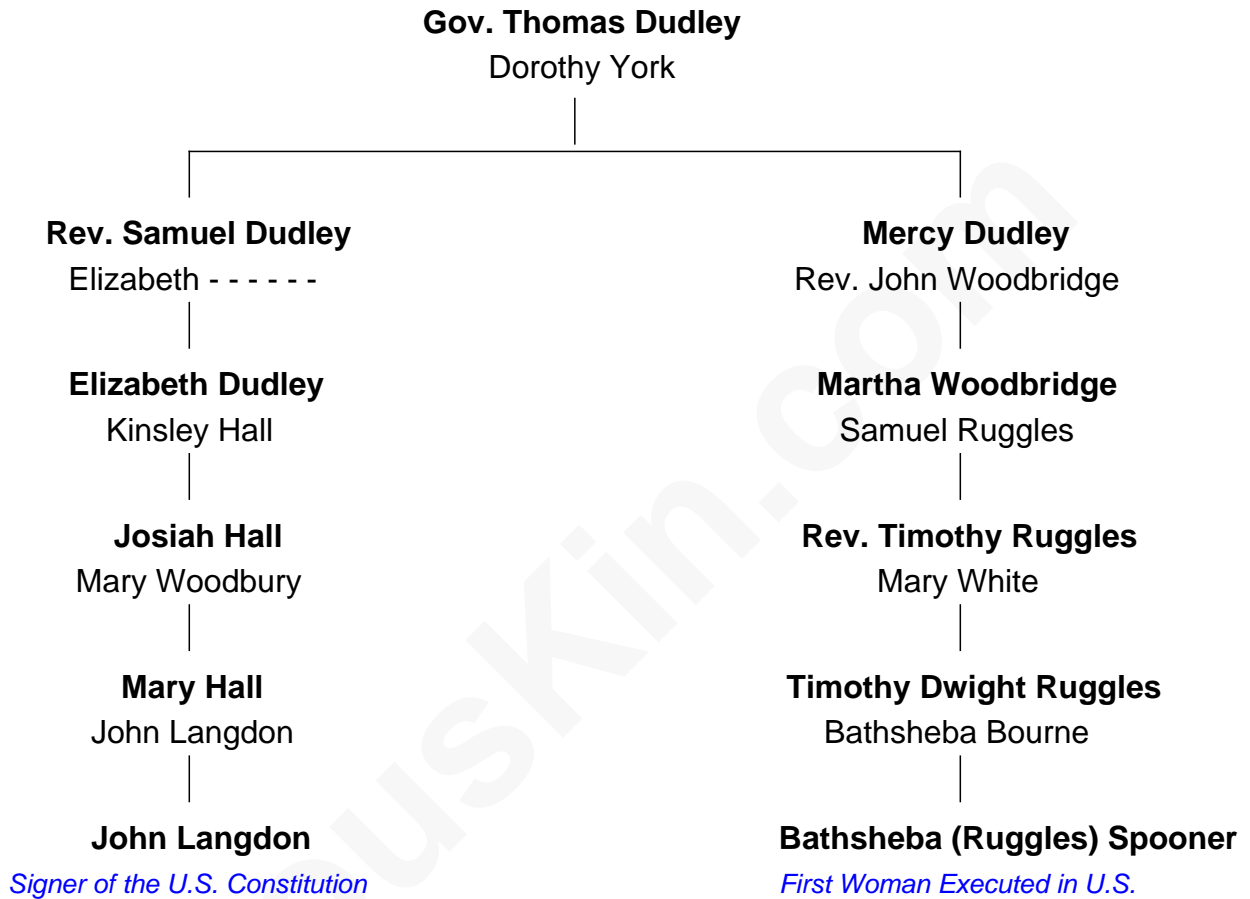 Gov. Thomas Dudley
Dorothy York
Rev. Samuel Dudley
Elizabeth - - - - - -
Elizabeth Dudley
Kinsley Hall
Josiah Hall
Mary Woodbury
Mary Hall
John Langdon
John Langdon
Signer of the U.S. Constitution
Mercy Dudley
Rev. John Woodbridge
Martha Woodbridge
Samuel Ruggles
Rev. Timothy Ruggles
Mary White
Timothy Dwight Ruggles
Bathsheba Bourne
Bathsheba (Ruggles) Spooner
First Woman Executed in U.S.
usKin.com